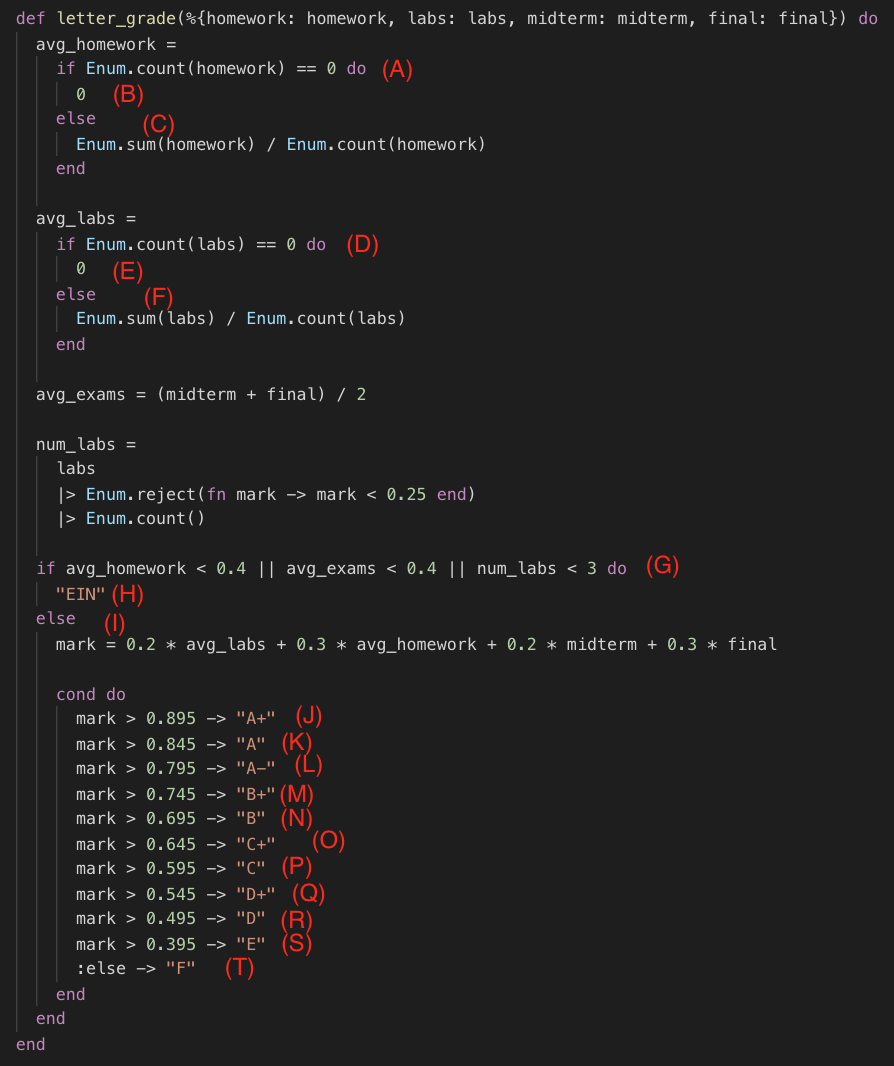 def letter_grade(%{homework: homework, labs: labs, midterm: midterm, final: final}) do
avg_homework =
if Enum.count(homework) == 0 do (A)
0 (B)
else (C)
Enum.sum(homework) / Enum.count(homework)
end
avg_labs =
if Enum.count(labs) == 0 do (D)
0 (E)
else (F)
Enum.sum(labs) / Enum.count(labs)
end
avg_exams = (midterm + final) / 2
num_labs =
labs
|> Enum.reject(fn mark -> mark < 0.25 end)
|> Enum.count()
if avg_homework < 0.4 || avg_exams < 0.4 || num_labs < 3 do (G)
"EIN" (H)
else (I)
mark = 0.2 * avg_labs + 0.3 * avg_homework + 0.2 * midterm + 0.3 * final
cond do
mark > 0.895 -> "A+" (J)
mark > 0.845 -> "A" (K)
mark > 0.795 -> "A-" (L)
mark > 0.745 -> "B+" (M)
mark > 0.695 -> "B" (N)
mark > 0.645 -> "C+" (O)
mark > 0.595 -> "C" (P)
mark > 0.545 -> "D+" (Q)
mark > 0.495 -> "D" (R)
mark > 0.395 -> "E" (S)
:else -> "F" (T)
end
end
end